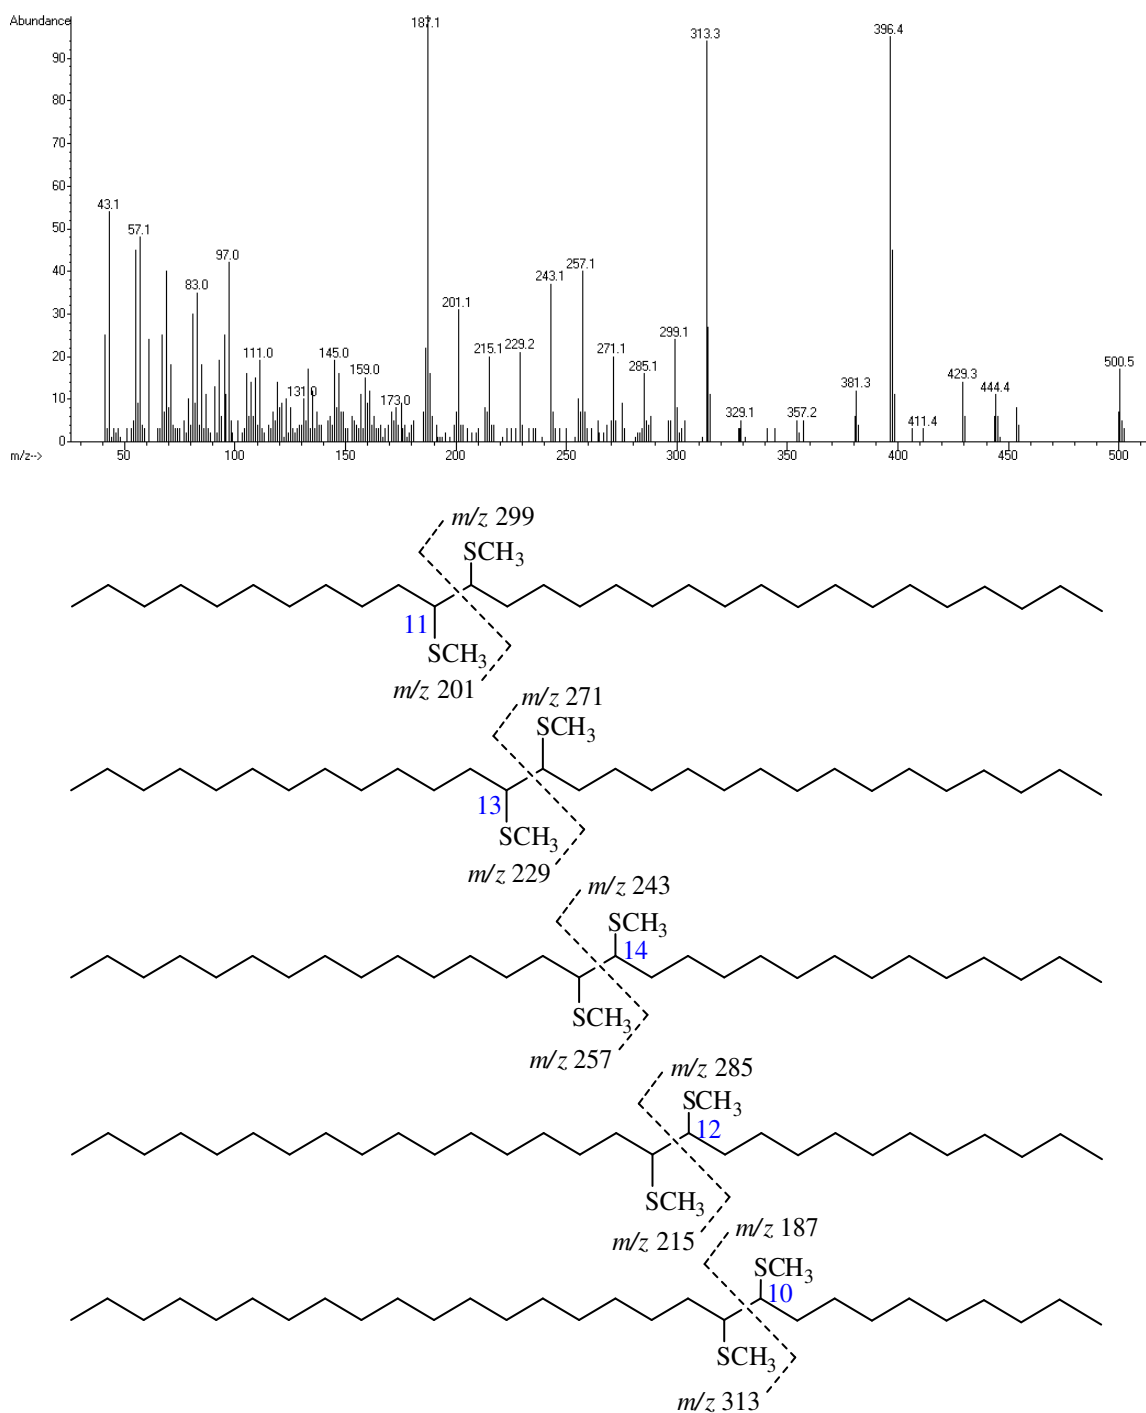 Abundance
187.1
313.3
396.4
90
80
70
60
43.1
50
57.1
97.0
40
257.1
243.1
83.0
201.1
30
299.1
229.2
215.1
271.1
20
111.0
145.0
285.1
500.5
159.0
429.3
381.3
444.4
131.0
173.0
10
329.1
357.2
411.4
0
m/z--> 50 100 150 200 250 300 350 400 450 500
m/z 299
SCH3
11
SCH3
m/z 201
m/z 271
SCH3
13
SCH3
m/z 229
m/z 243
SCH3
14
SCH3
m/z 257
m/z 285
SCH3
12
SCH3
m/z 215
m/z 187
SCH3
10
SCH3
m/z 313